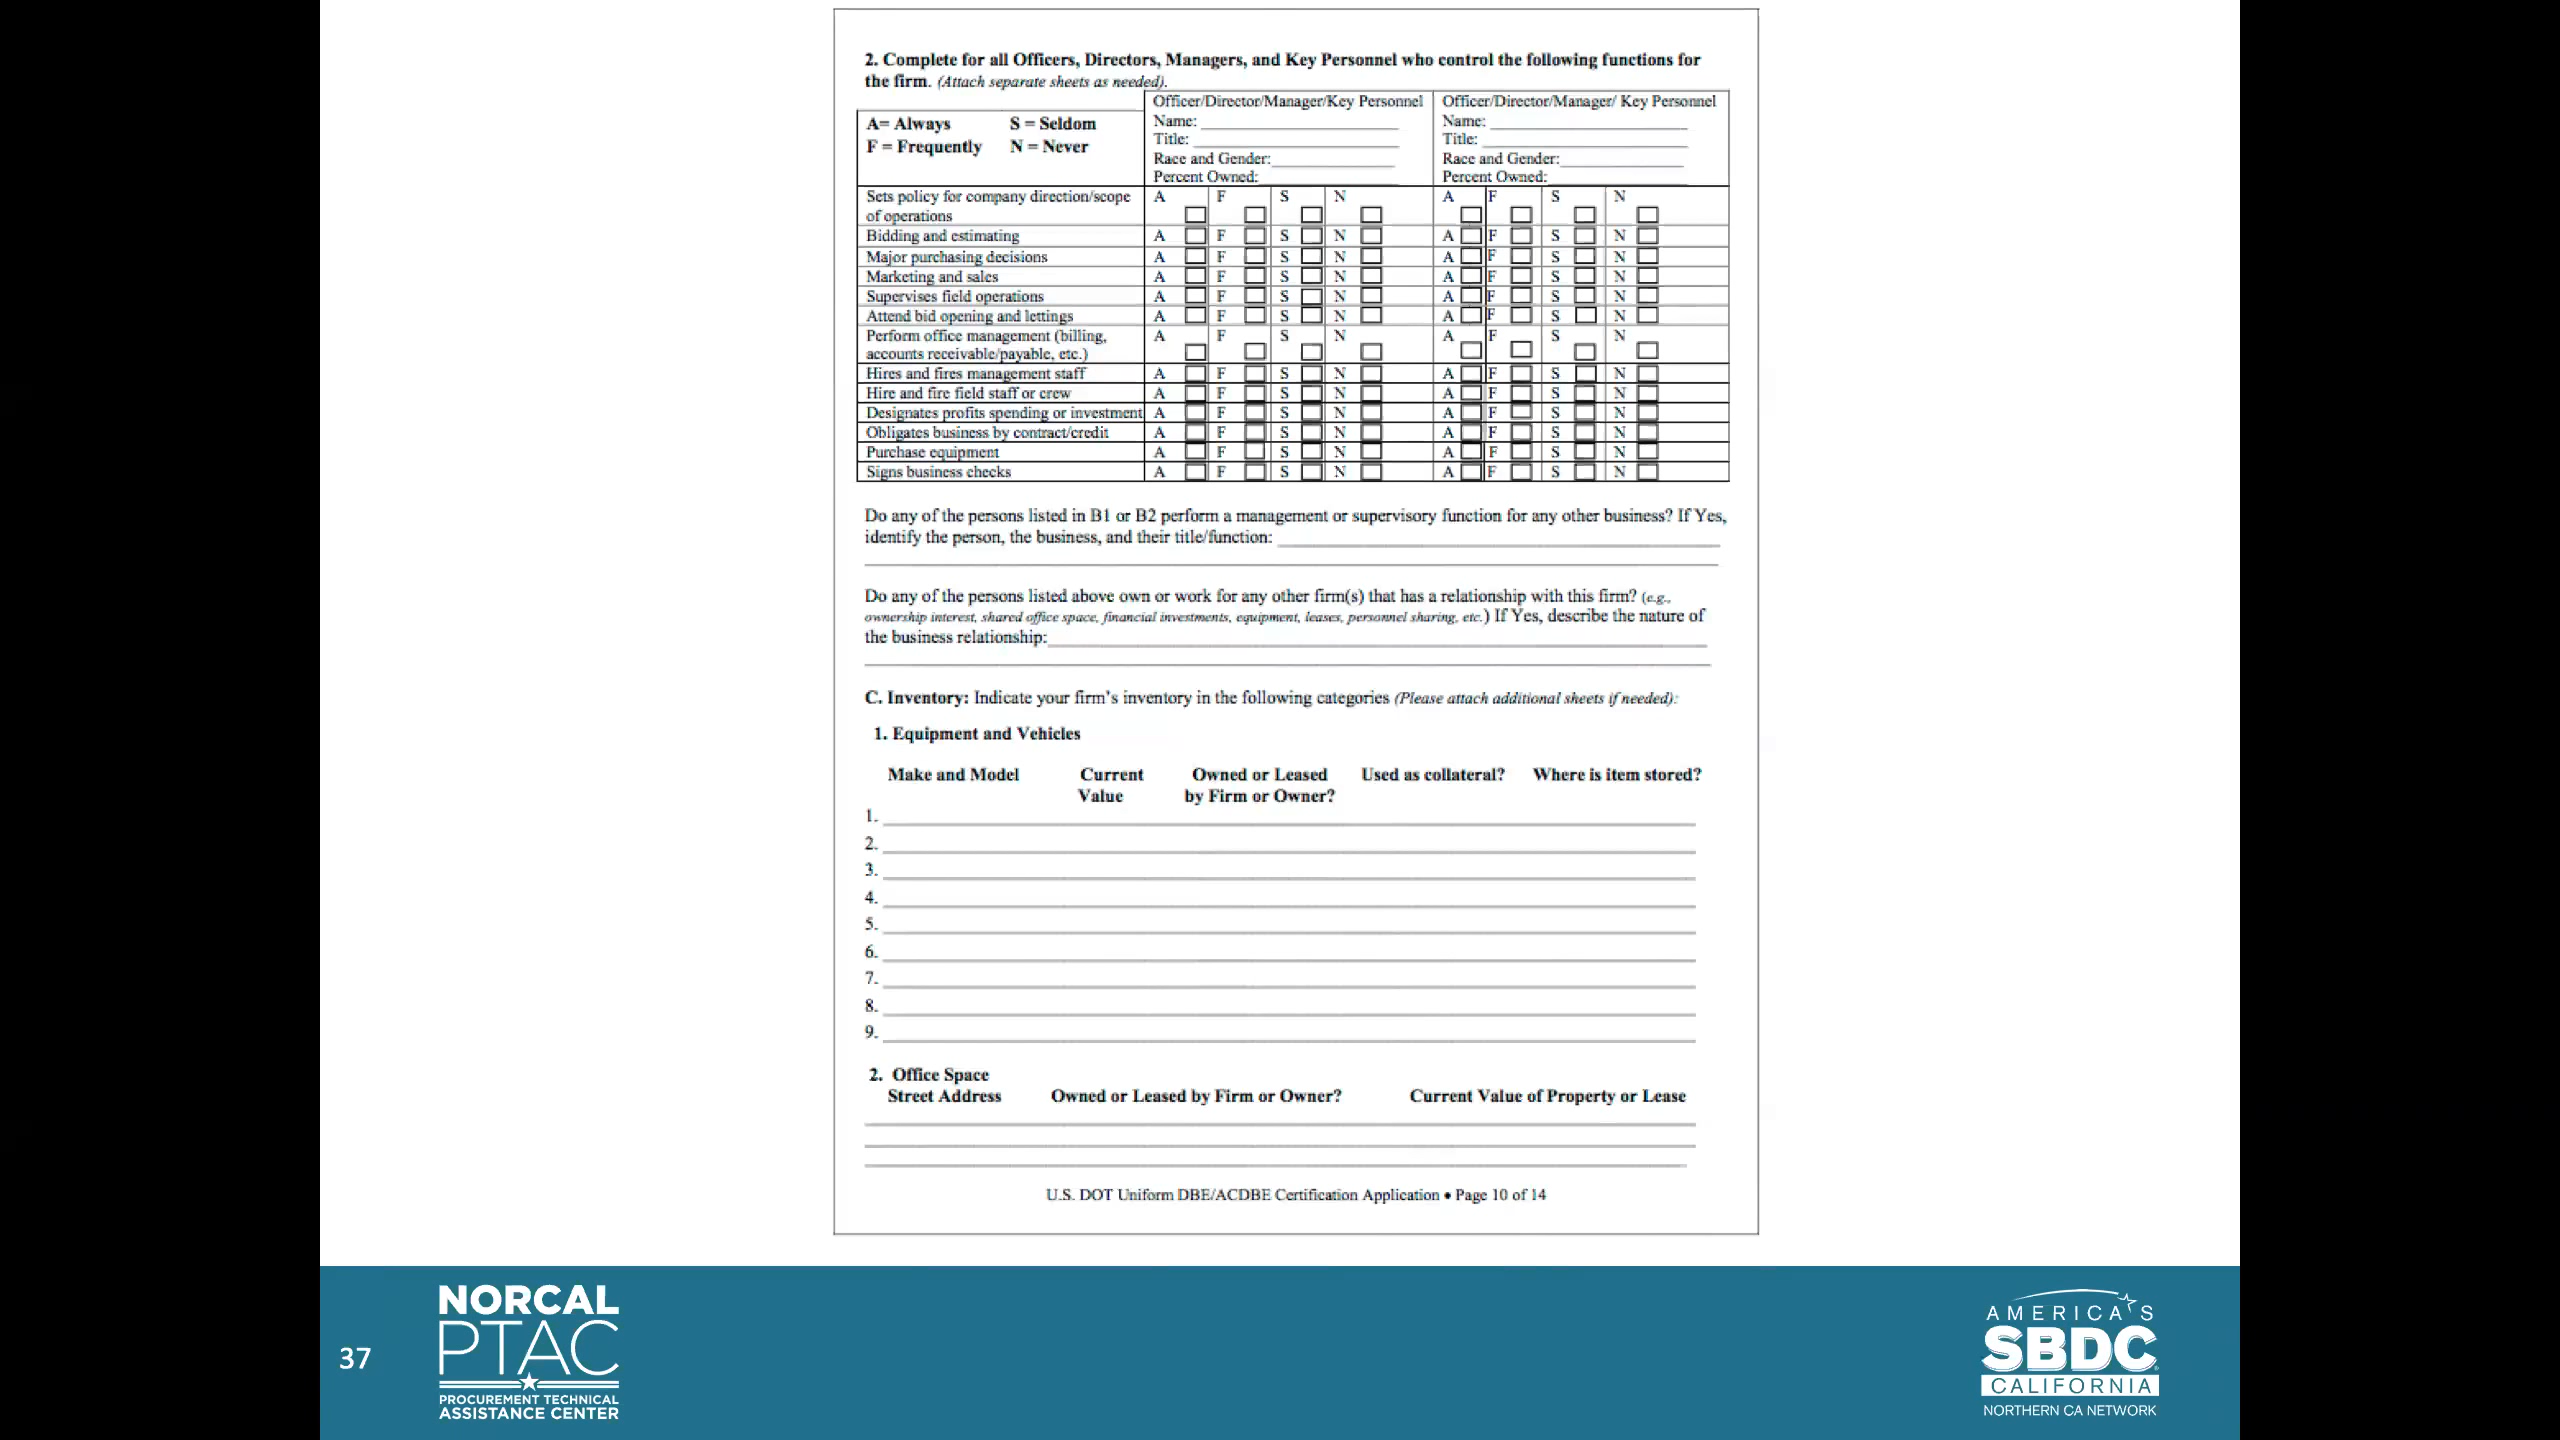 2. Complete for all Officers, Directors, Managers, and Key Personnel who control the following functions for
the firm. (Attach separate sheets as needed).
A= Always S = Seldom
F = Frequently N = Never
Officer/Director/Manager/Key Personnel
Name:
Title:
Race and Gender:
Percent Owned:
Officer/Director/Manager/ Key Personnel
Name:
Title:
Race and Gender:
Percent Owned:
Sets policy for company direction/scope A F S N A F S N
of operations
Bidding and estimating A F S N A F S N
Major purchasing decisions A F S N A F S N
Marketing and sales A F S N A F S N
Supervises field operations A F S N A F S N
Attend bid opening and lettings A F S N A F S N
Perform office management (billing, A F S N A F S N
accounts receivable/payable, etc.)
Hires and fires management staff A F S N A F S N
Hire and fire field staff or crew A F S N A F S N
Designates profits spending or investment A F S N A F S N
Obligates business by contract/credit A F S N A F S N
Purchase equipment A F S N A F S N
Signs business checks A F S N A F S N
Do any of the persons listed in B1 or B2 perform a management or supervisory function for any other business? If Yes,
identify the person, the business, and their title/function:
Do any of the persons listed above own or work for any other firm(s) that has a relationship with this firm? (e.g.,
ownership interest, shared office space, financial investments, equipment, leases, personnel sharing, etc.) If Yes, describe the nature of
the business relationship:
C. Inventory: Indicate your firm's inventory in the following categories (Please attach additional sheets if needed):
1. Equipment and Vehicles
Make and Model Current Owned or Leased Used as collateral? Where is item stored?
Value by Firm or Owner?
1.
2.
3.
4.
5.
6.
7.
8.
9.
2. Office Space
Street Address Owned or Leased by Firm or Owner? Current Value of Property or Lease
U.S. DOT Uniform DBE/ACDBE Certification Application • Page 10 of 14
37
NORCAL
PTAC
PROCUREMENT TECHNICAL
ASSISTANCE CENTER
AMERICA'S
SBDC
CALIFORNIA
NORTHERN CA NETWORK